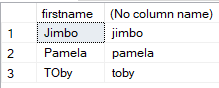 firstname (No column name)
1 Jimbo jimbo
2 Pamela pamela
3 TOby toby